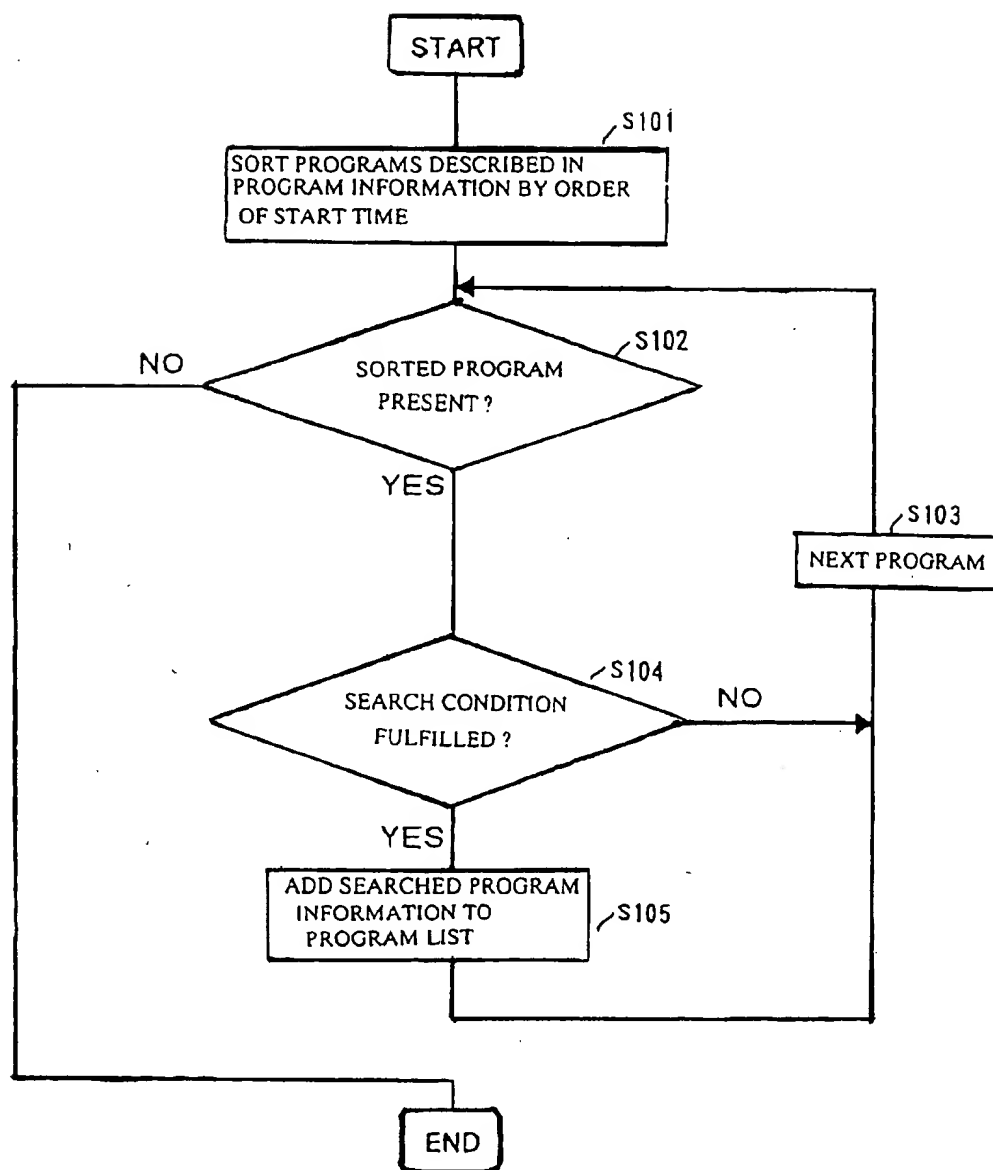 START
S101
SORT PROGRAMS DESCRIBED IN
PROGRAM INFORMATION BY ORDER
OF START TIME
S102
NO
SORTED PROGRAM
PRESENT ?
YES
S103
NEXT PROGRAM
S104
SEARCH CONDITION
FULFILLED ?
NO
YES
ADD SEARCHED PROGRAM
INFORMATION TO
PROGRAM LIST
S105
END